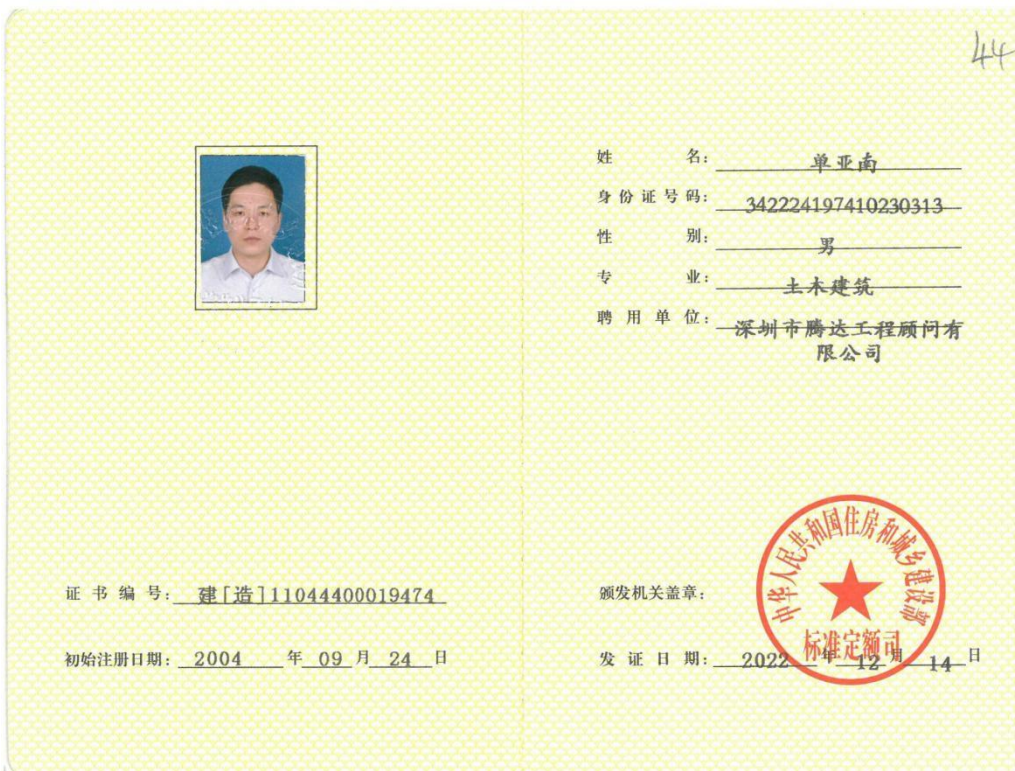 44
姓名：单亚南
身份证号码：342224197410230313
性别：男
专业：土木建筑
聘用单位：深圳市腾达工程顾问有
限公司
证书编号：建[造]11044400019474
初始注册日期：2004年09月24日
颁发机关盖章：
中华人民共和国住房和城乡建设部
标准定额司
发证日期：2022年12月14日